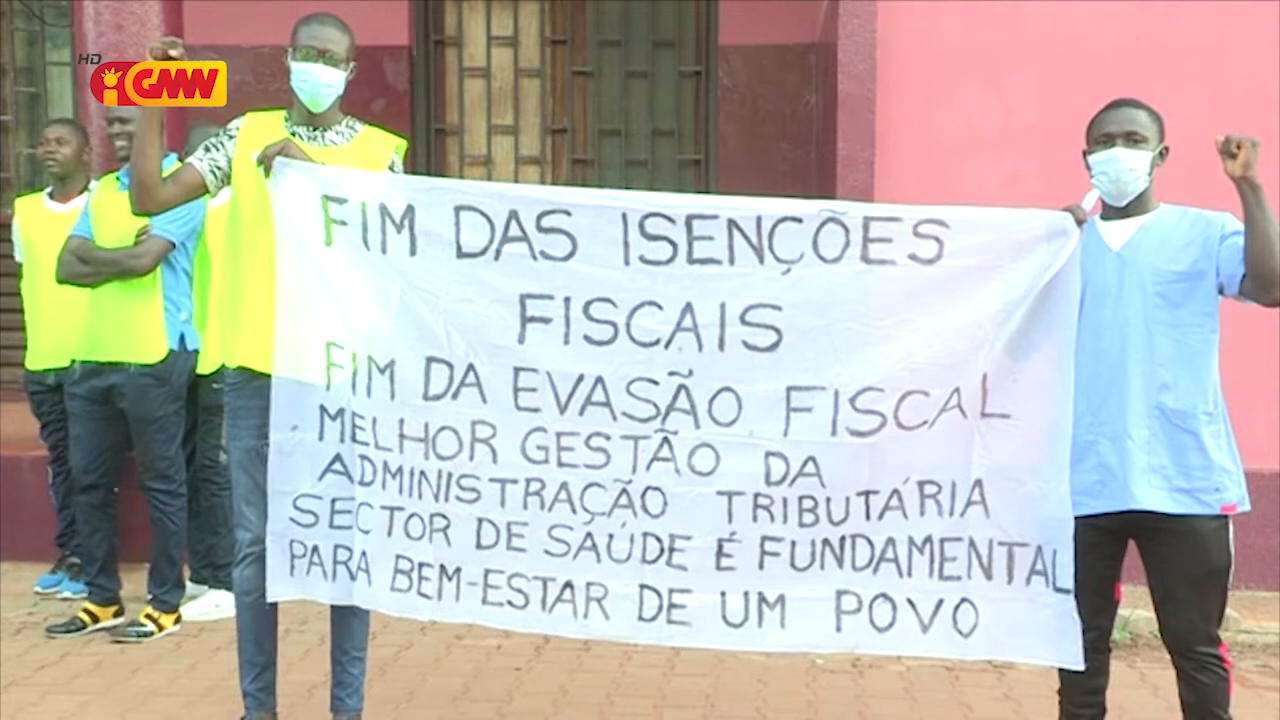 HD
iGMW
FIM DAS ISENÇÕES
FISCAIS
FIM DA EVASÃO FISCAL
MELHOR GESTÃO DA
ADMINISTRAÇÃO TRIBUTÁRIA
SECTOR DE SAÚDE É FUNDAMENTAL
PARA BEM-ESTAR DE UM POVO